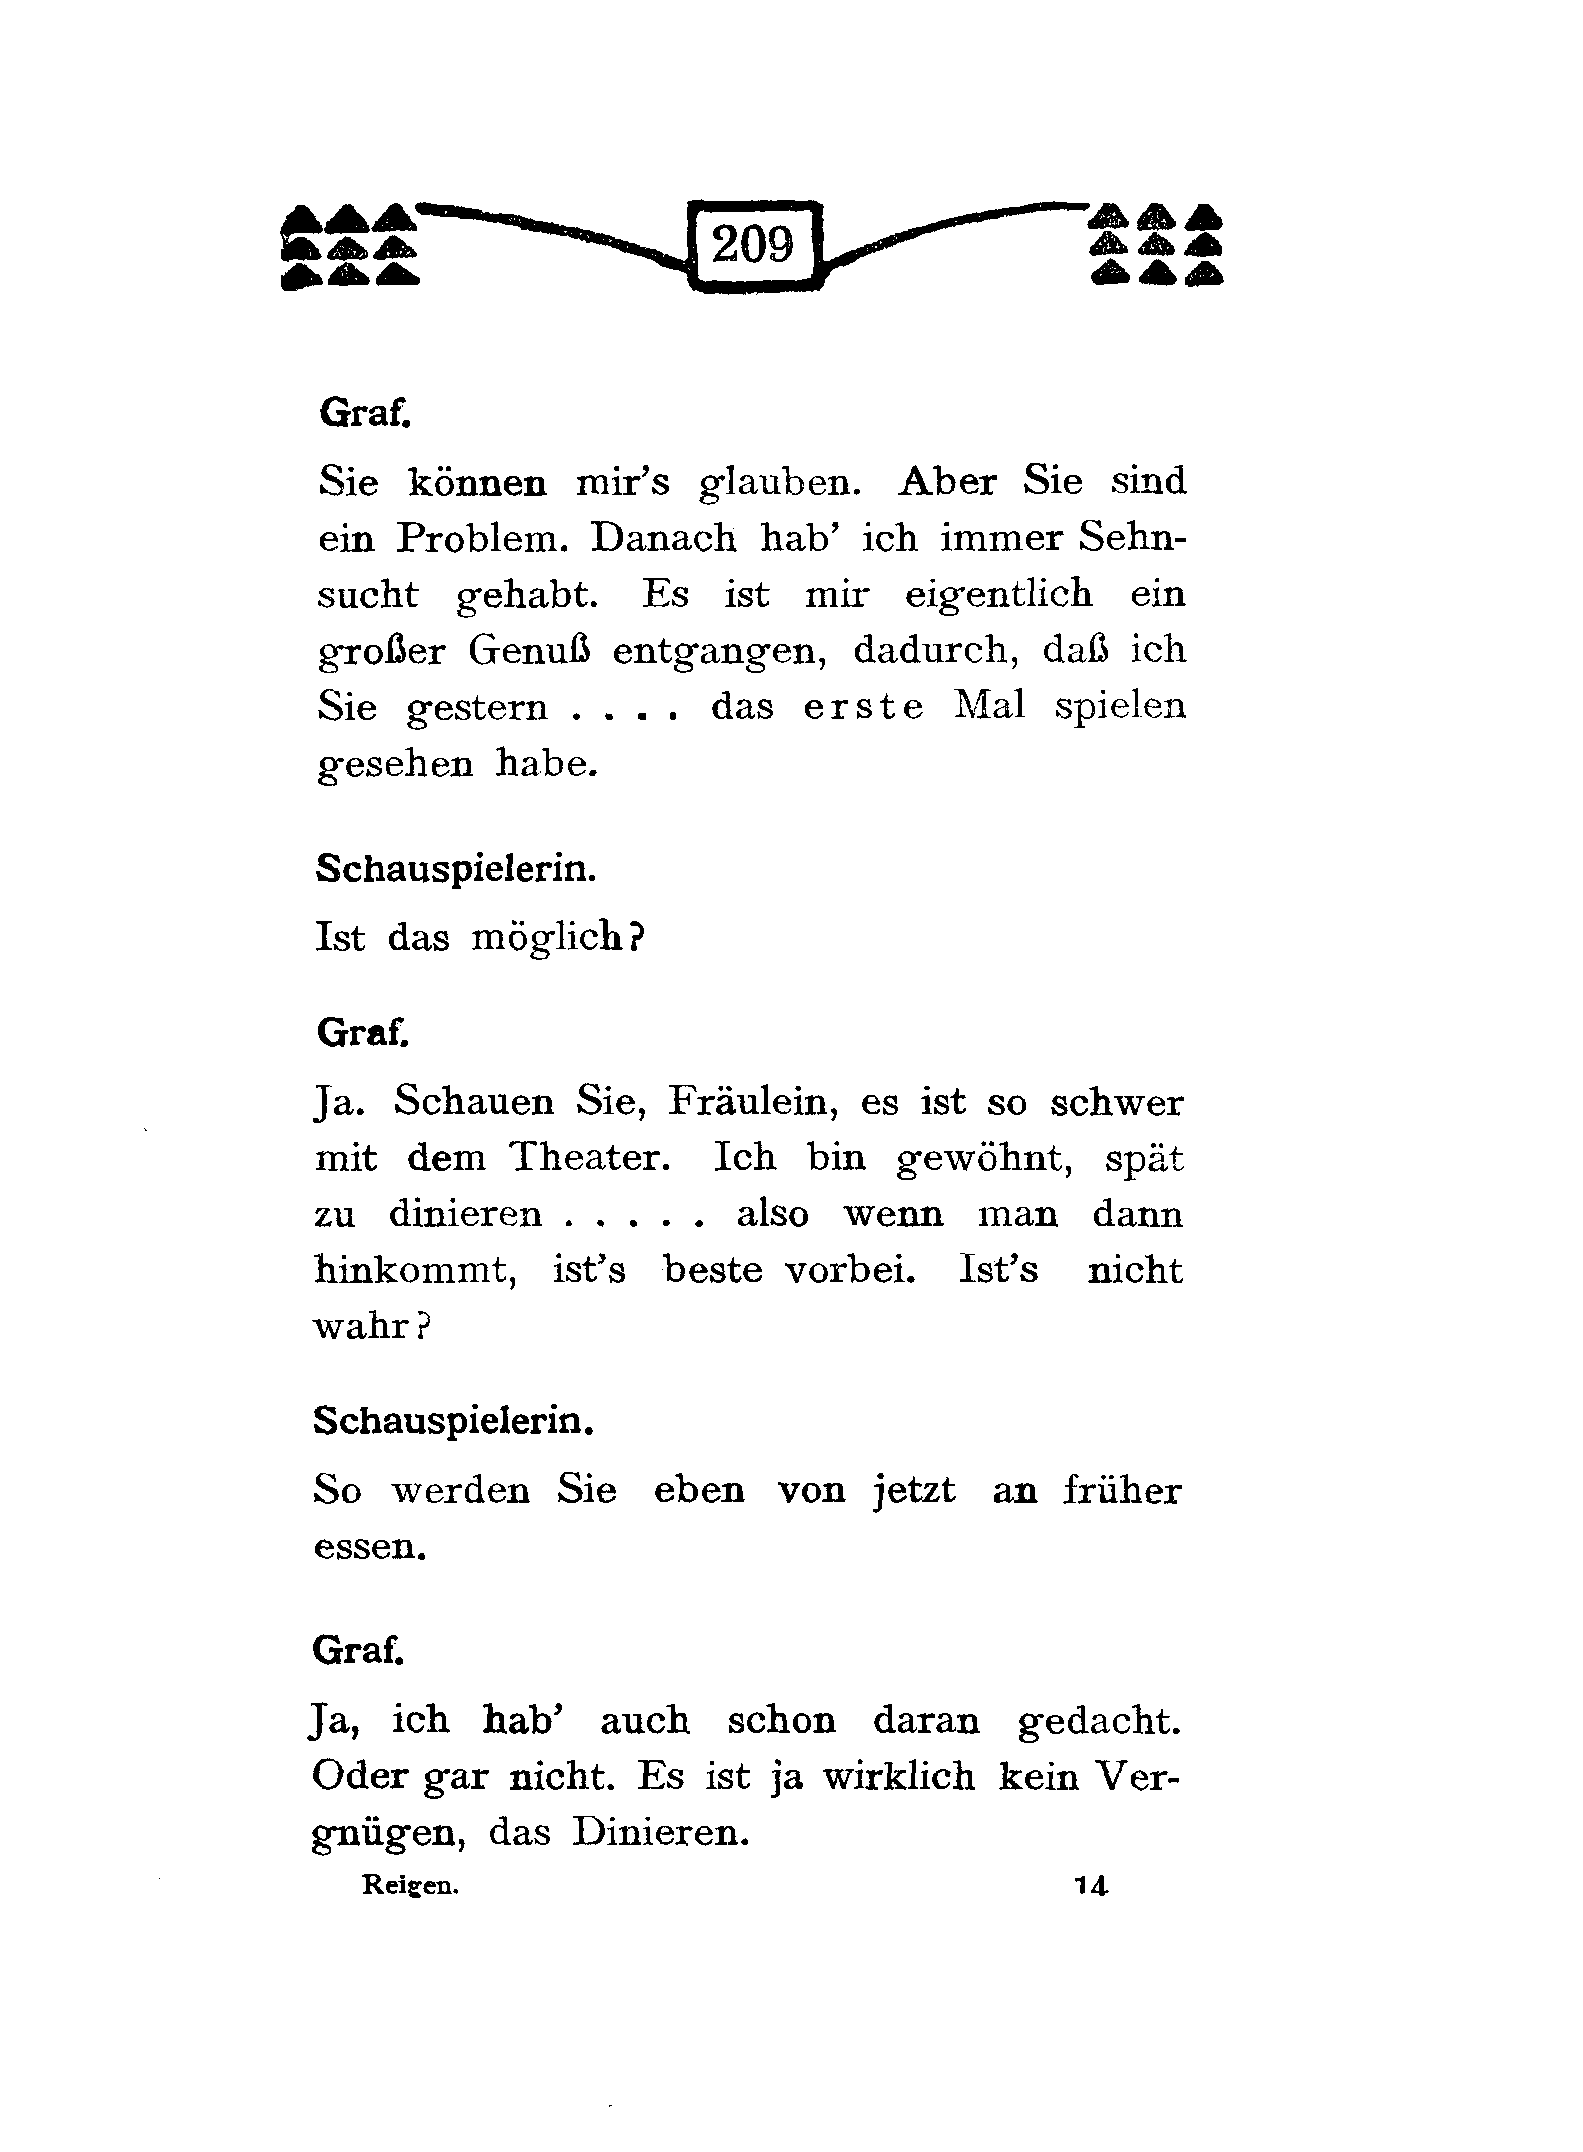 209
Graf.
Sie können mir’s glauben. Aber Sie sind
ein Problem. Danach hab’ ich immer Sehn-
sucht gehabt. Es ist mir eigentlich ein
großer Genuß entgangen, dadurch, daß ich
Sie gestern . . . . das erste Mal spielen
gesehen habe.
Schauspielerin.
Ist das möglich?
Graf.
Ja. Schauen Sie, Fräulein, es ist so schwer
mit dem Theater. Ich bin gewöhnt, spät
zu dinieren . . . . . also wenn man dann
hinkommt, ist’s beste vorbei. Ist’s nicht
wahr?
Schauspielerin.
So werden Sie eben von jetzt an früher
essen.
Graf.
Ja, ich hab’ auch schon daran gedacht.
Oder gar nicht. Es ist ja wirklich kein Ver-
gnügen, das Dinieren.
Reigen. 14